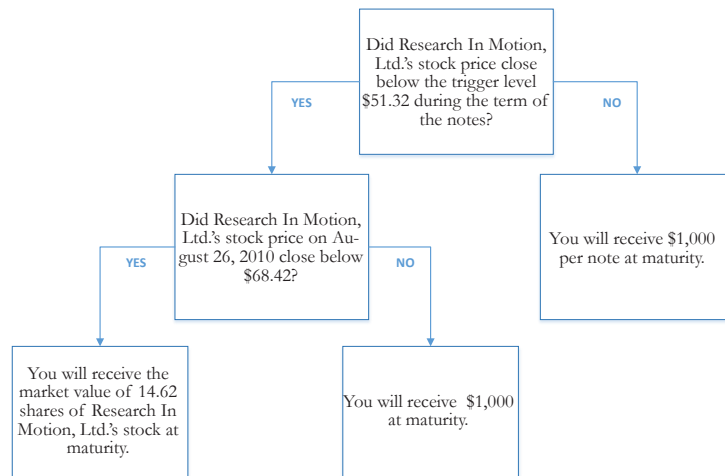 Did Research In Motion,
Ltd.'s stock price close
below the trigger level
$51.32 during the term of
the notes?
YES
NO
Did Research In Motion,
Ltd.'s stock price on Au-
gust 26, 2010 close below
$68.42?
You will receive $1,000
per note at maturity.
YES
NO
You will receive the
market value of 14.62
shares of Research In
Motion, Ltd.'s stock at
maturity.
You will receive $1,000
at maturity.